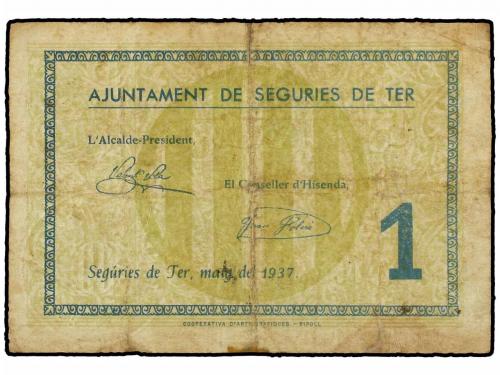 AJUNTAMENT DE SEGURIES DE TER
L'Alcalde-President,
El Conseller d'Hisenda,
1
Segúries de Ter, maig de 1937.
COOPERATIVA D'ARTS GRÀFIQUES - RIPOLL